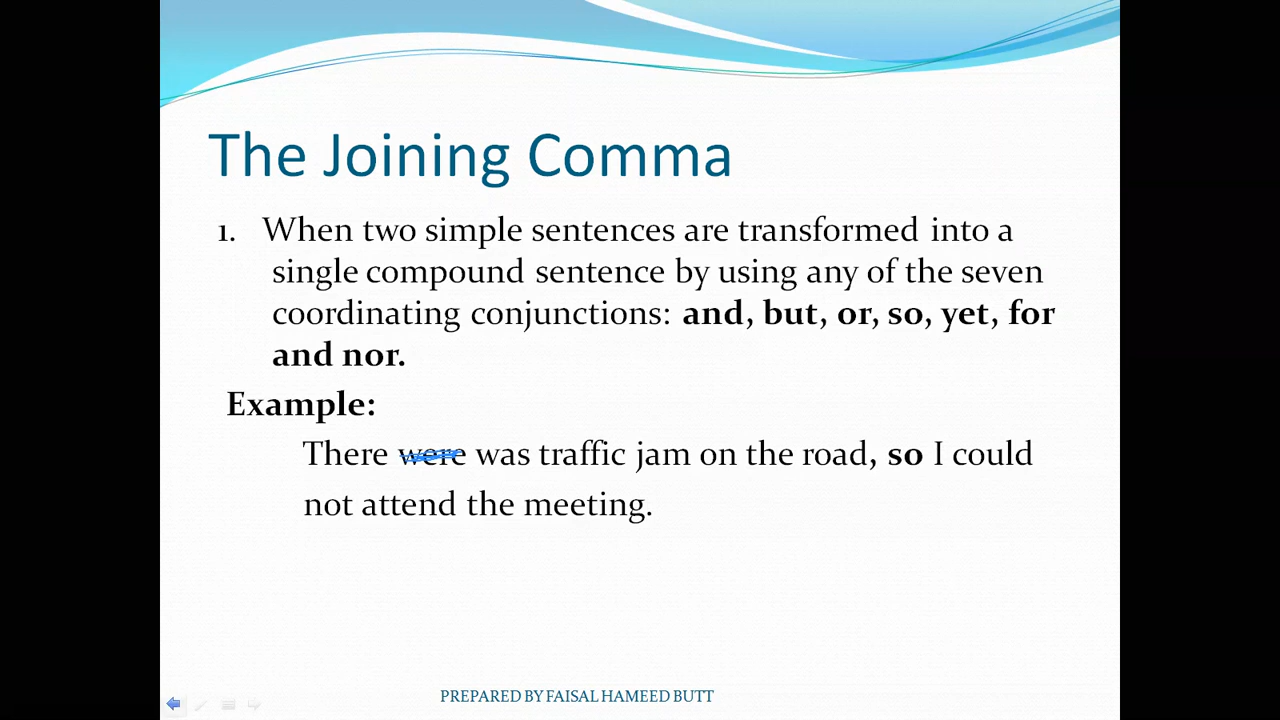 The Joining Comma
1. When two simple sentences are transformed into a
single compound sentence by using any of the seven
coordinating conjunctions: and, but, or, so, yet, for
and nor.
Example:
There were was traffic jam on the road, so I could
not attend the meeting.
PREPARED BY FAISAL HAMEED BUTT